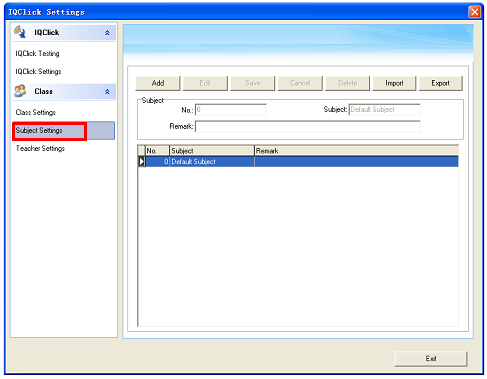 IQClick Settings
IQClick
IQClick Testing
IQClick Settings
Class
Class Settings
Subject Settings
Teacher Settings
Add Edit Save Cancel Delete Import Export
Subject
No.: 0 Subject: Default Subject
Remark:
No. Subject Remark
0 Default Subject
Exit